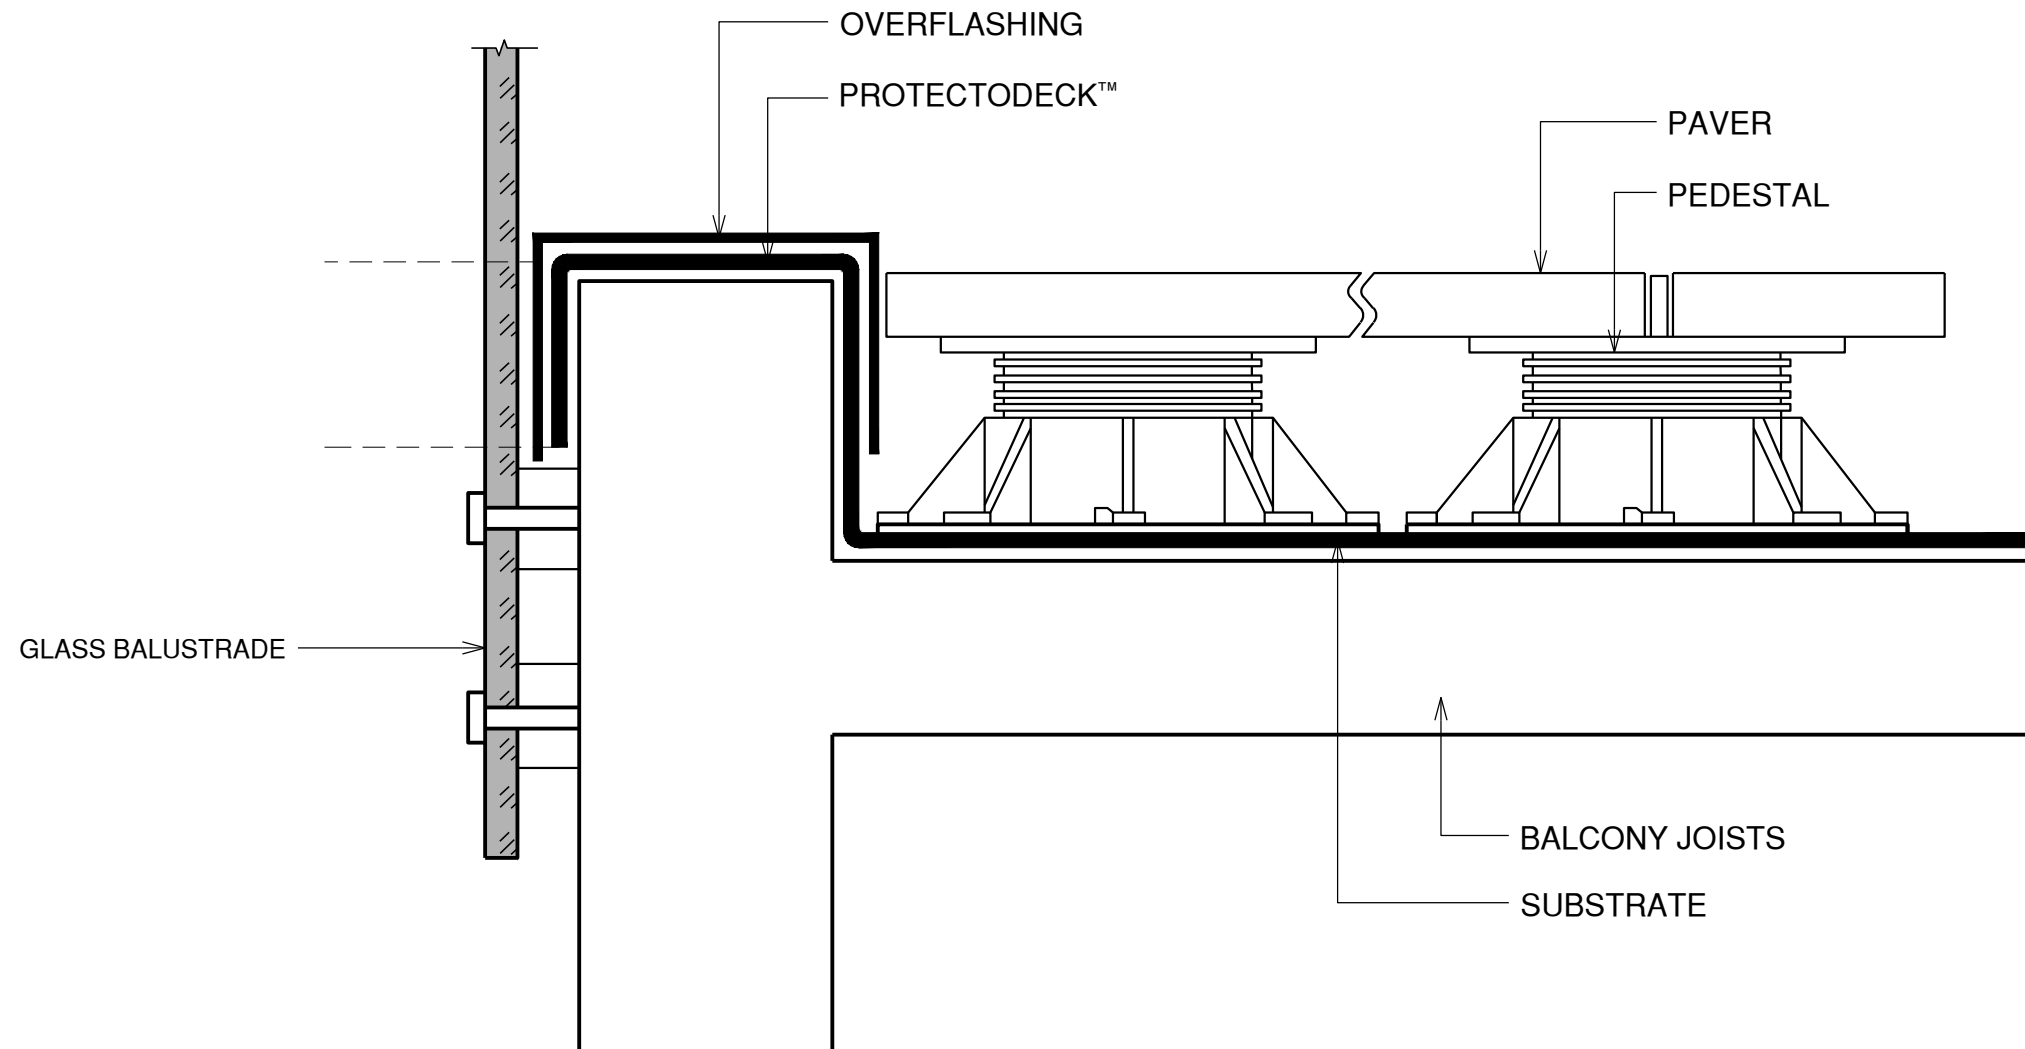 OVERFLASHING
PROTECTODECK™
PAVER
PEDESTAL
GLASS BALUSTRADE
BALCONY JOISTS
SUBSTRATE